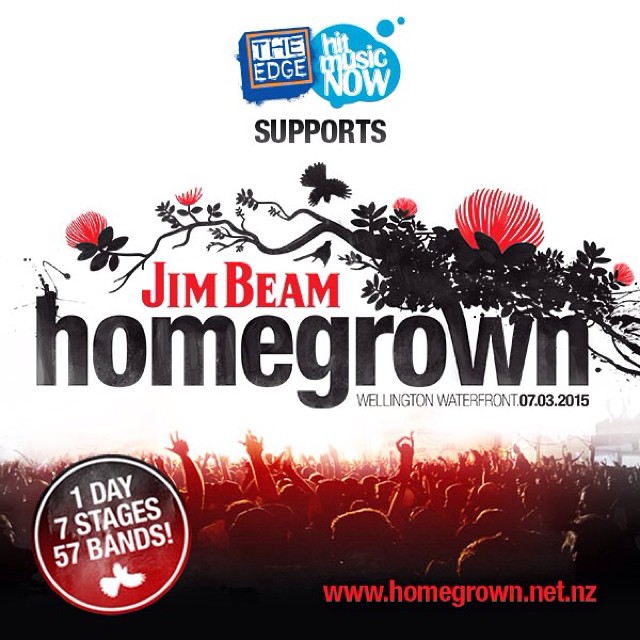 THE
EDGE
hit
music
NOW
SUPPORTS
JIM BEAM
homegrown
WELLINGTON WATERFRONT.07.03.2015
1 DAY
7 STAGES
57 BANDS!
www.homegrown.net.nz